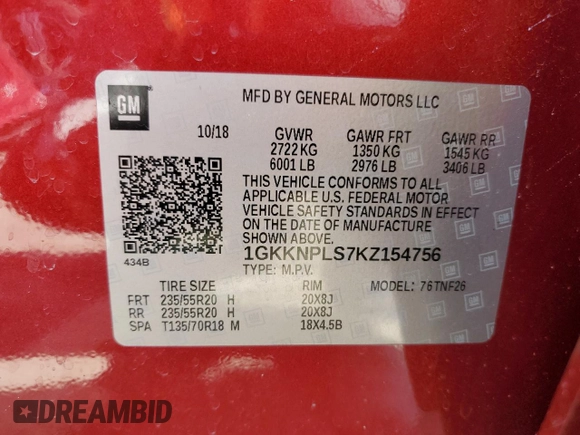 GM
MFD BY GENERAL MOTORS LLC
10/18 GVWR GAWR FRT GAWR RR
2722 KG 1350 KG 1545 KG
6001 LB 2976 LB 3406 LB
THIS VEHICLE CONFORMS TO ALL
APPLICABLE U.S. FEDERAL MOTOR
VEHICLE SAFETY STANDARDS IN EFFECT
ON THE DATE OF MANUFACTURE
SHOWN ABOVE.
434B
1GKKNPLS7KZ154756
TYPE: M.P.V.
TIRE SIZE RIM MODEL: 76TNF26
FRT 235/55R20 H 20X8J
RR 235/55R20 H 20X8J
SPA T135/70R18 M 18X4.5B
DREAMBID